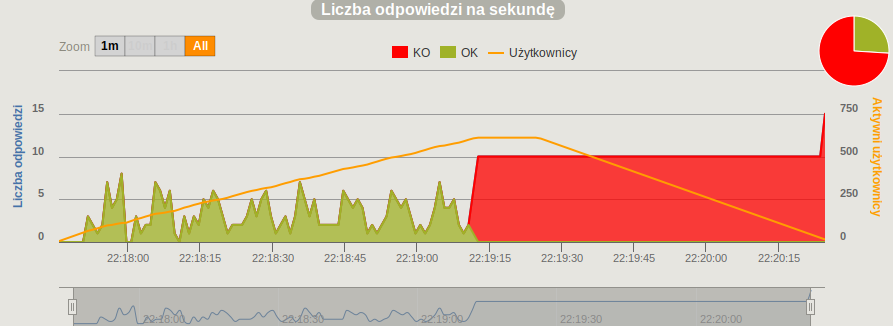 Liczba odpowiedzi na sekundę
Zoom 1m 10m 1h All
KO OK Użytkownicy
Liczba odpowiedzi
Aktywni użytkownicy
15 750
10 500
5 250
0 0
22:18:00 22:18:15 22:18:30 22:18:45 22:19:00 22:19:15 22:19:30 22:19:45 22:20:00 22:20:15
22:18:00 22:18:30 22:19:00 22:19:30 22:20:00